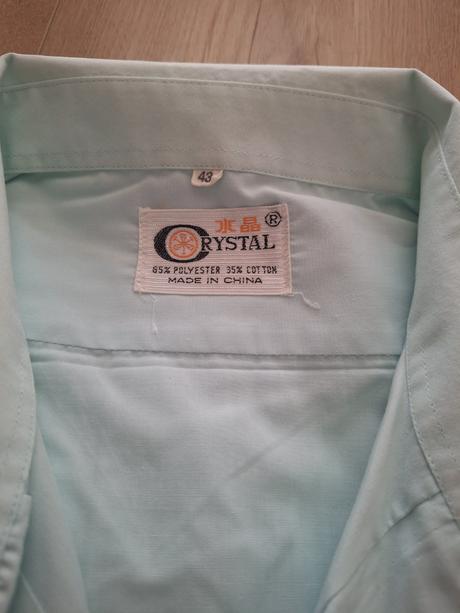 43
水晶®
CRYSTAL
65% POLYESTER 35% COTTON
MADE IN CHINA